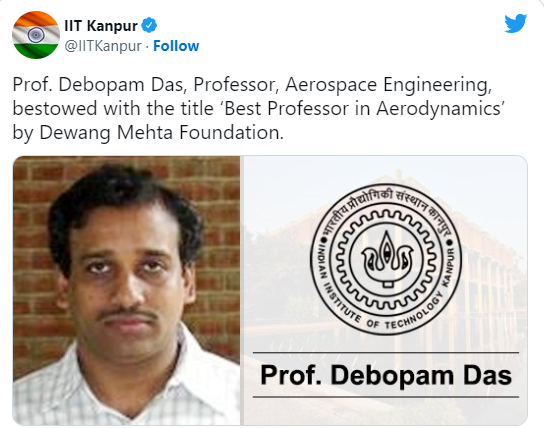 IIT Kanpur
@IITKanpur · Follow
Prof. Debopam Das, Professor, Aerospace Engineering,
bestowed with the title ‘Best Professor in Aerodynamics’
by Dewang Mehta Foundation.
भारतीय प्रौद्योगिकी संस्थान कानपुर
INDIAN INSTITUTE OF TECHNOLOGY KANPUR
Prof. Debopam Das